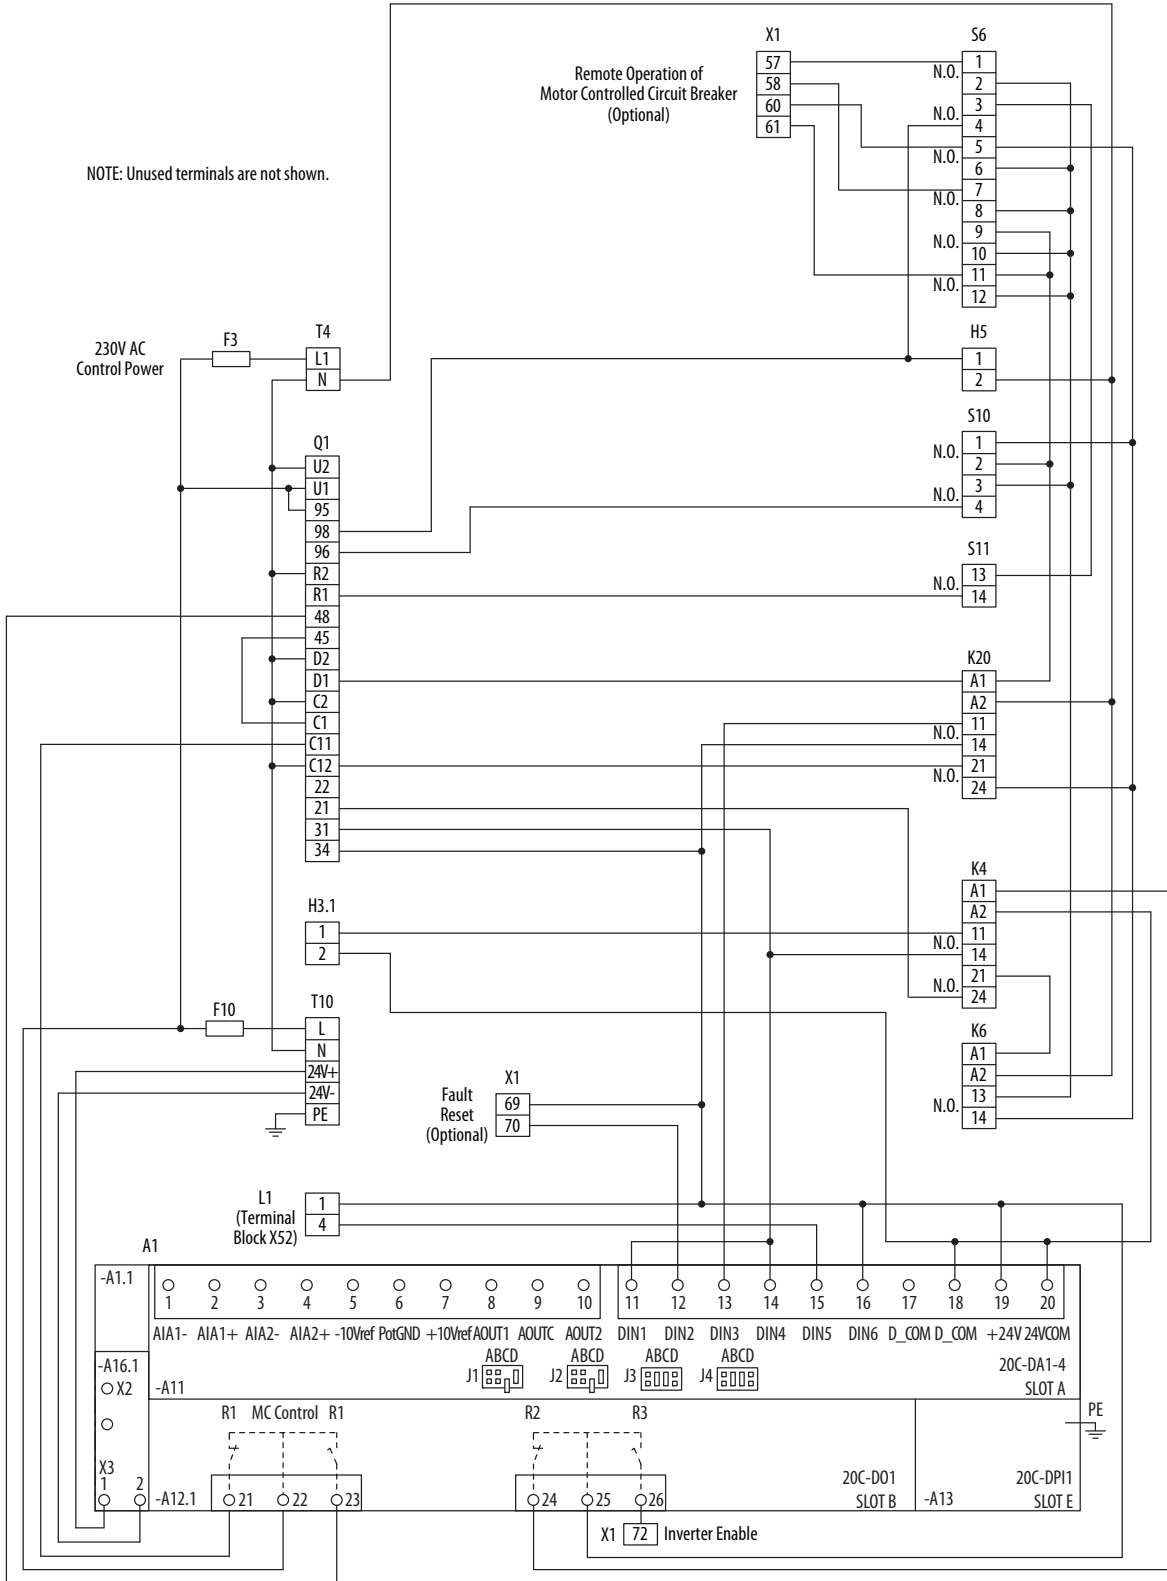 X1
57
58
60
61
Remote Operation of
Motor Controlled Circuit Breaker
(Optional)
S6
1
N.O.
2
3
N.O.
4
5
N.O.
6
7
N.O.
8
9
N.O.
10
11
N.O.
12
NOTE: Unused terminals are not shown.
230V AC
Control Power
F3
T4
L1
N
H5
1
2
S10
1
N.O.
2
3
N.O.
4
Q1
U2
U1
95
98
96
R2
R1
48
45
D2
D1
C2
C1
C11
C12
22
21
31
34
S11
13
N.O.
14
K20
A1
A2
11
N.O.
14
21
N.O.
24
K4
A1
A2
11
N.O.
14
21
N.O.
24
H3.1
1
2
F10
T10
L
N
24V+
24V-
PE
K6
A1
A2
13
N.O.
14
Fault
Reset
(Optional)
X1
69
70
L1
(Terminal
Block X52)
1
4
A1
-A1.1
1 2 3 4 5 6 7 8 9 10 11 12 13 14 15 16 17 18 19 20
AIA1- AIA1+ AIA2- AIA2+ -10Vref PotGND +10Vref AOUT1 AOUTC AOUT2 DIN1 DIN2 DIN3 DIN4 DIN5 DIN6 D_COM D_COM +24V 24VCOM
-A16.1
X2
-A11
J1 ABCD
J2 ABCD
J3 ABCD
J4 ABCD
20C-DA1-4
SLOT A
R1 MC Control R1
R2 R3
PE
X3
1 2
-A12.1
21 22 23
24 25 26
20C-DO1
SLOT B
-A13
20C-DPI1
SLOT E
X1 72 Inverter Enable